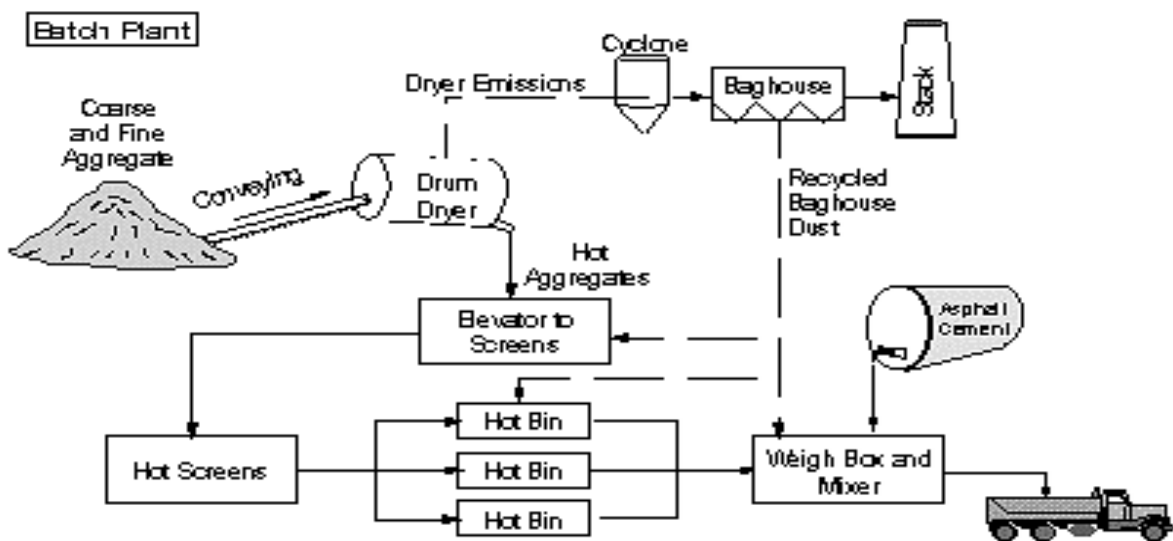 Batch Plant
Cyclone
Dryer Emissions
Baghouse
Stack
Coarse
and Fine
Aggregate
Conveying
Drum
Dryer
Recycled
Baghouse
Dust
Hot
Aggregates
Elevator to
Screens
Asphalt
Cement
Hot Bin
Hot Screens
Hot Bin
Weigh Box and
Mixer
Hot Bin